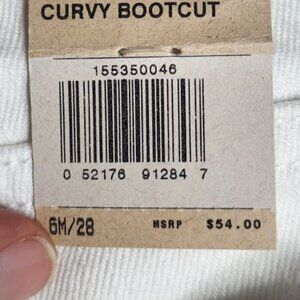 CURVY BOOTCUT
155350046
0 52176 91284 7
6M/28 MSRP $54.00